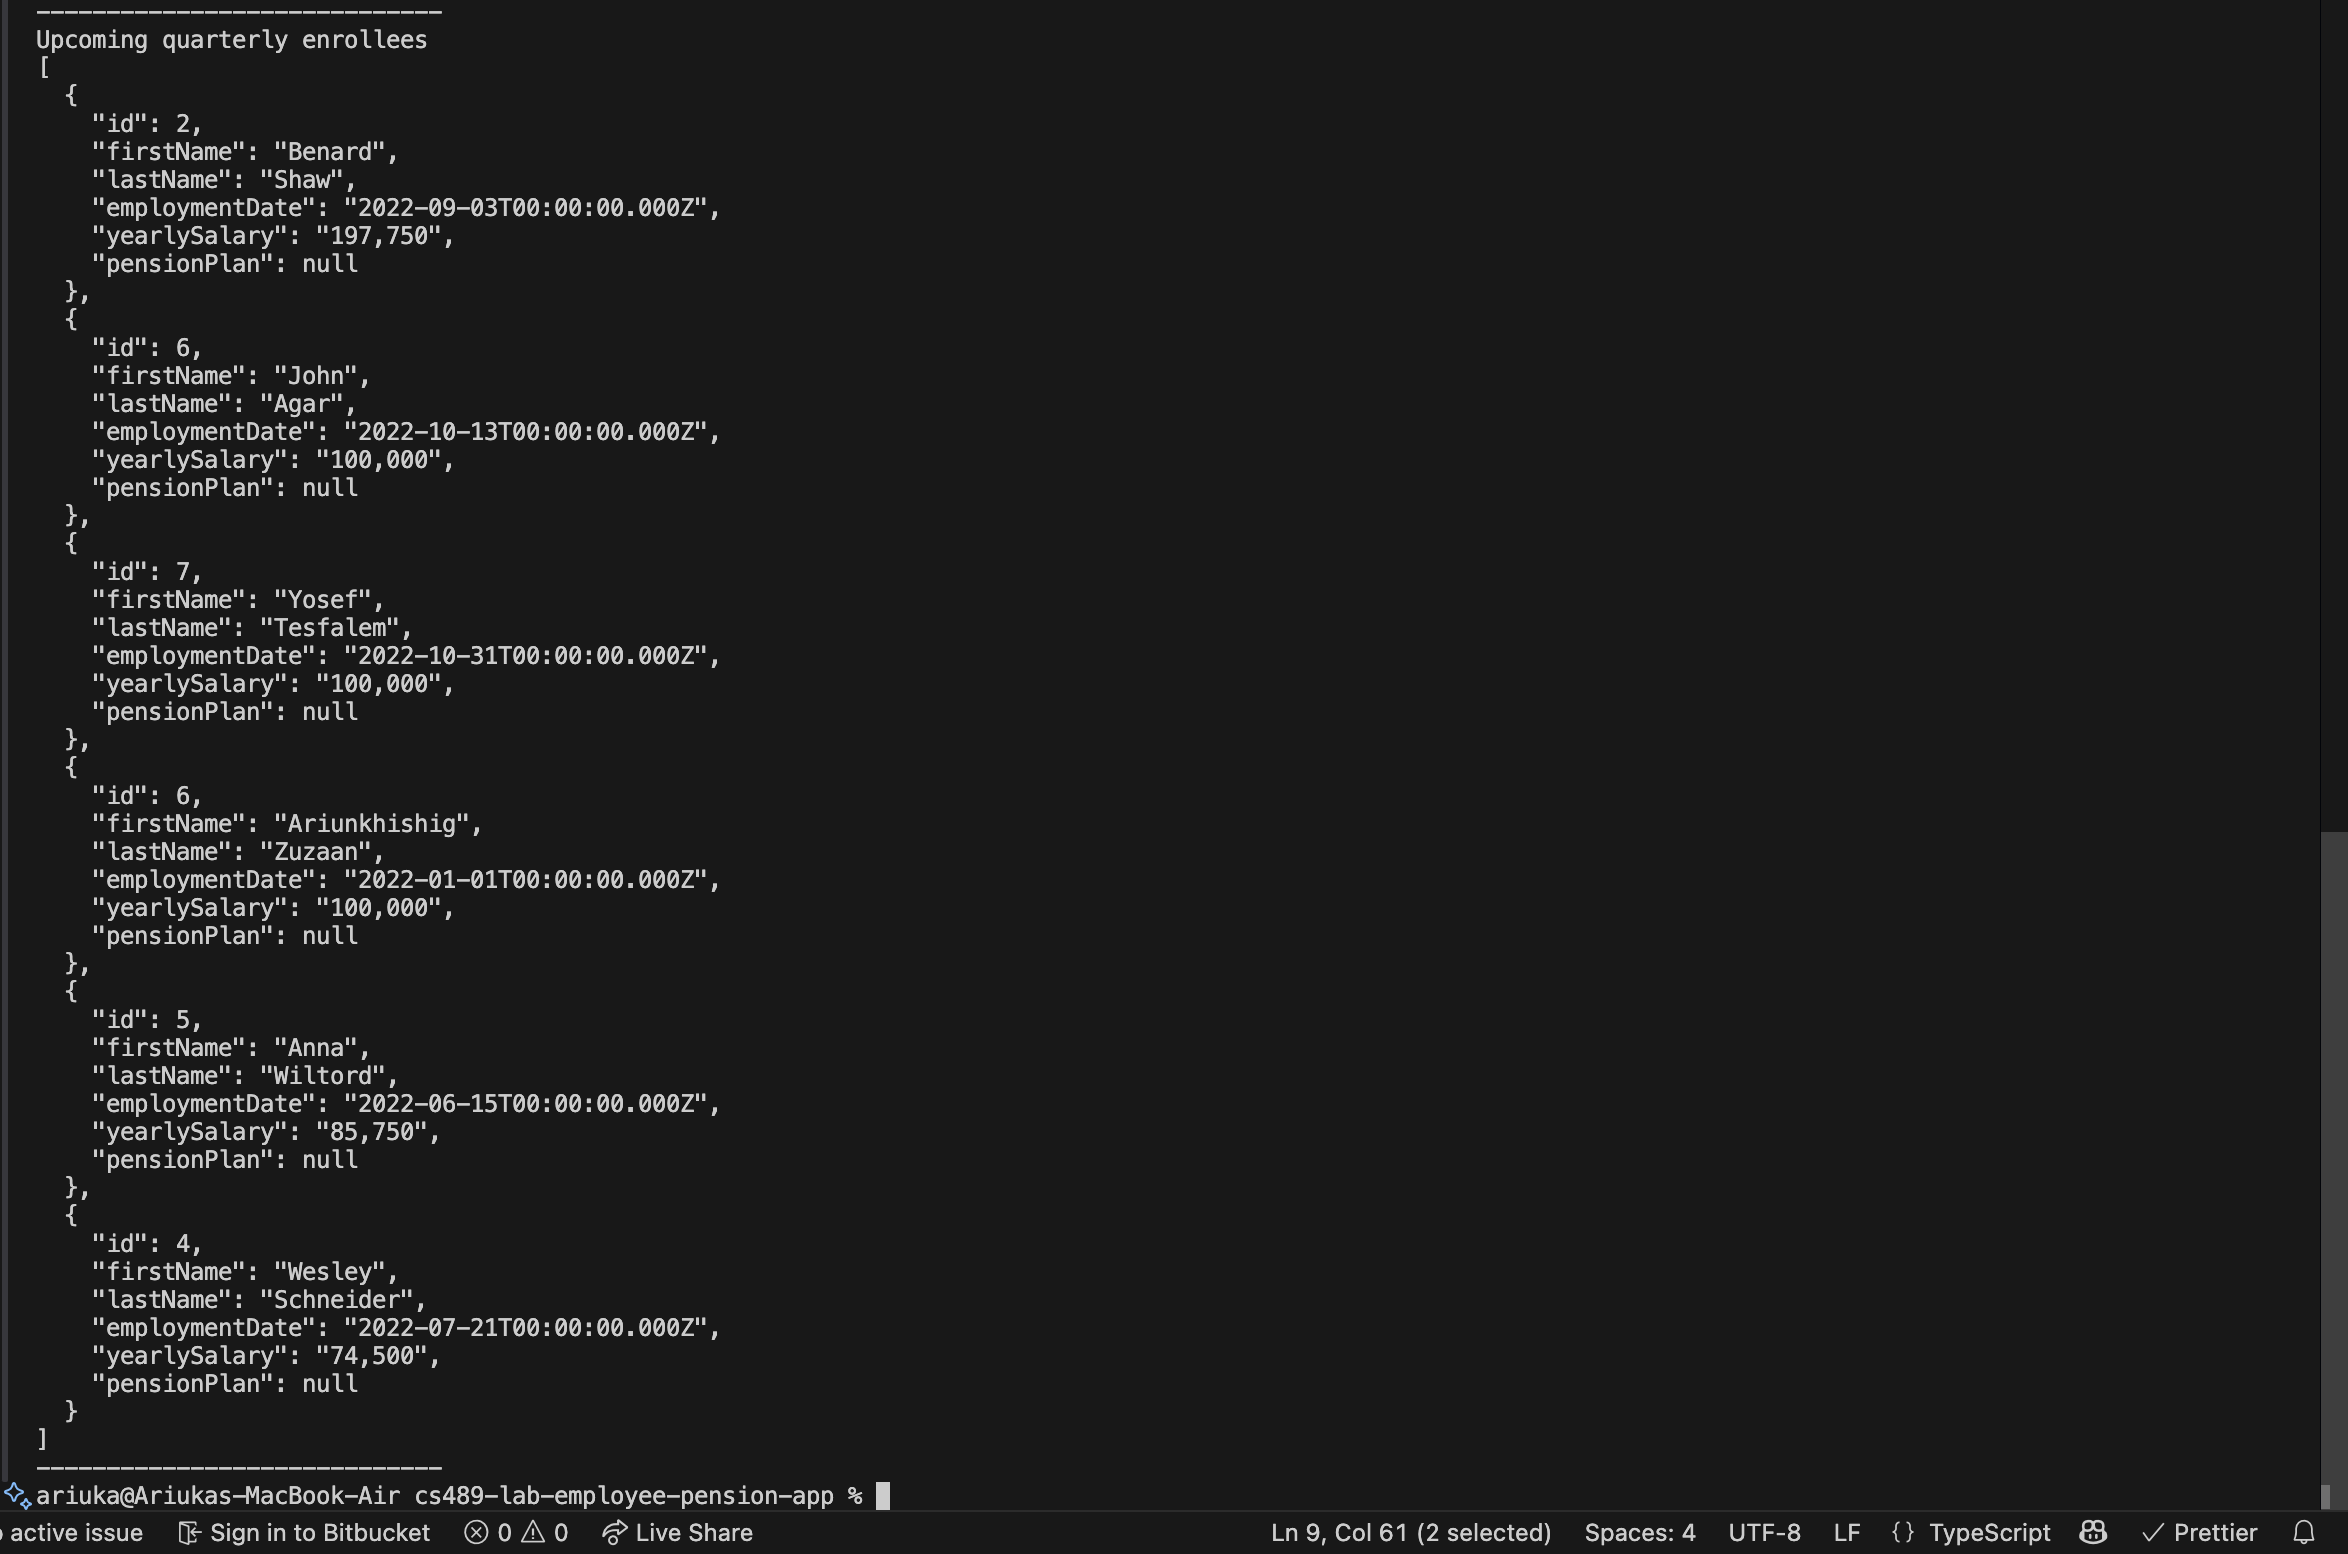 -----------------------------
Upcoming quarterly enrollees
[
  {
    "id": 2,
    "firstName": "Benard",
    "lastName": "Shaw",
    "employmentDate": "2022-09-03T00:00:00.000Z",
    "yearlySalary": "197,750",
    "pensionPlan": null
  },
  {
    "id": 6,
    "firstName": "John",
    "lastName": "Agar",
    "employmentDate": "2022-10-13T00:00:00.000Z",
    "yearlySalary": "100,000",
    "pensionPlan": null
  },
  {
    "id": 7,
    "firstName": "Yosef",
    "lastName": "Tesfalem",
    "employmentDate": "2022-10-31T00:00:00.000Z",
    "yearlySalary": "100,000",
    "pensionPlan": null
  },
  {
    "id": 6,
    "firstName": "Ariunkhishig",
    "lastName": "Zuzaan",
    "employmentDate": "2022-01-01T00:00:00.000Z",
    "yearlySalary": "100,000",
    "pensionPlan": null
  },
  {
    "id": 5,
    "firstName": "Anna",
    "lastName": "Wiltord",
    "employmentDate": "2022-06-15T00:00:00.000Z",
    "yearlySalary": "85,750",
    "pensionPlan": null
  },
  {
    "id": 4,
    "firstName": "Wesley",
    "lastName": "Schneider",
    "employmentDate": "2022-07-21T00:00:00.000Z",
    "yearlySalary": "74,500",
    "pensionPlan": null
  }
]
-----------------------------
ariuka@Ariukas-MacBook-Air cs489-lab-employee-pension-app %
active issue Sign in to Bitbucket 0 0 Live Share Ln 9, Col 61 (2 selected) Spaces: 4 UTF-8 LF {} TypeScript Prettier